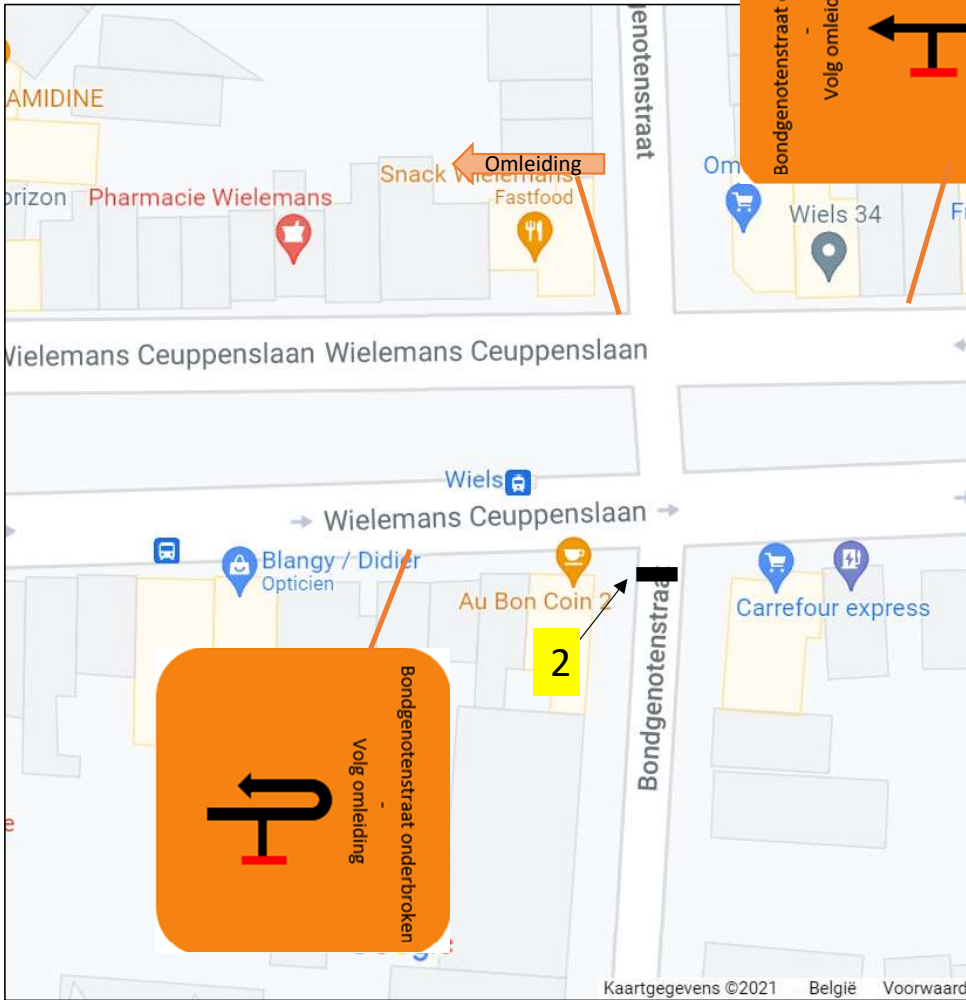 genotenstraat
Bondgenotenstraat
-
Volg omleid
AMIDINE
Omleiding
Snack Wielemans
Fastfood
Om
orizon
Pharmacie Wielemans
Wiels 34
Wielemans Ceuppenslaan Wielemans Ceuppenslaan
Wiels
Wielemans Ceuppenslaan
Blangy / Didier
Opticien
Au Bon Coin 2
Carrefour express
2
Bondgenotenstraat
Bondgenotenstraat onderbroken
-
Volg omleiding
Kaartgegevens ©2021 België Voorwaard